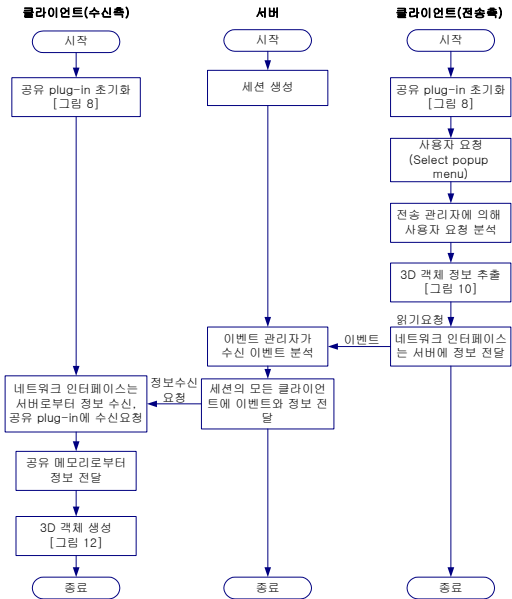 클라이언트(수신측)
시작
공유 plug-in 초기화
[그림 8]
네트워크 인터페이스는
서버로부터 정보 수신,
공유 plug-in에 수신요청
공유 메모리로부터
정보 전달
3D 객체 생성
[그림 12]
종료
서버
시작
세션 생성
이벤트 관리자가
수신 이벤트 분석
세션의 모든 클라이언
트에 이벤트와 정보 전
달
정보수신
요청
종료
클라이언트(전송측)
시작
공유 plug-in 초기화
[그림 8]
사용자 요청
(Select popup
menu)
전송 관리자에 의해
사용자 요청 분석
3D 객체 정보 추출
[그림 10]
읽기요청
네트워크 인터페이스
는 서버에 정보 전달
이벤트
종료